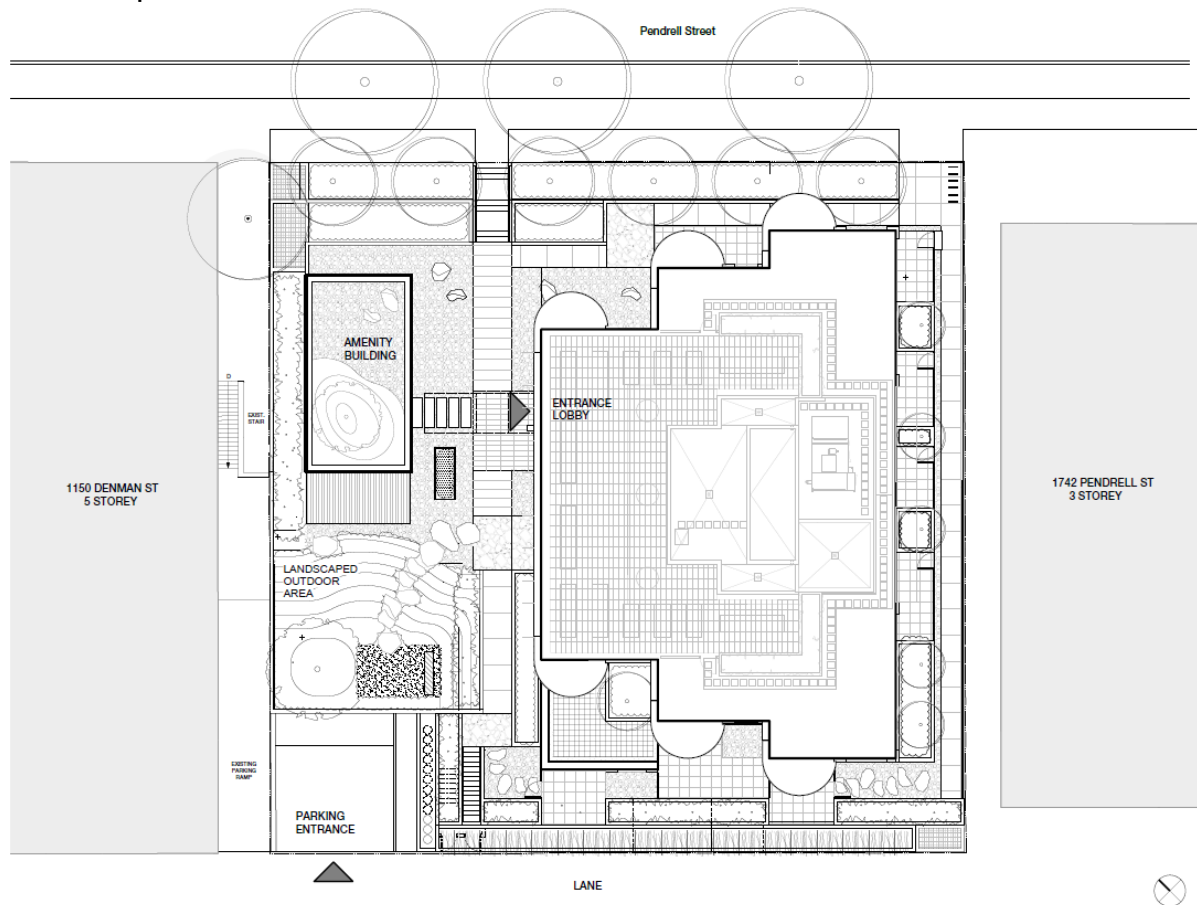 Pendrell Street
AMENITY
BUILDING
ENTRANCE
LOBBY
D
EXIST.
STAIR
1150 DENMAN ST
5 STOREY
1742 PENDRELL ST
3 STOREY
LANDSCAPED
OUTDOOR
AREA
EXISTING
PARKING
RAMP
PARKING
ENTRANCE
LANE